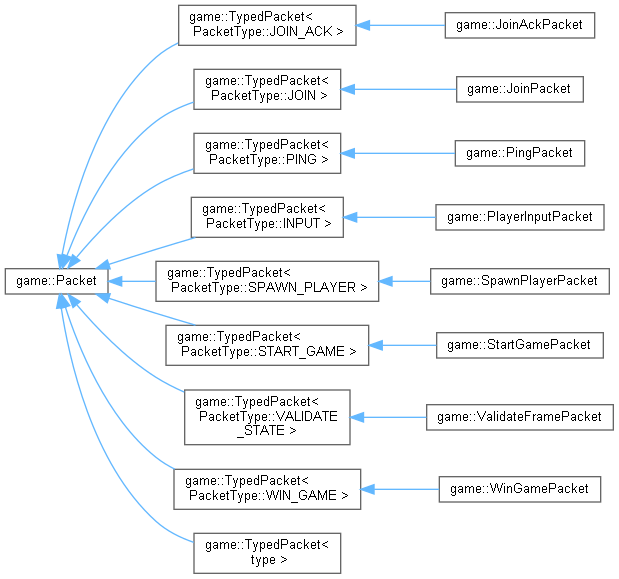 game::TypedPacket<
PacketType::JOIN_ACK >
game::JoinAckPacket
game::TypedPacket<
PacketType::JOIN >
game::JoinPacket
game::TypedPacket<
PacketType::PING >
game::PingPacket
game::TypedPacket<
PacketType::INPUT >
game::PlayerInputPacket
game::Packet
game::TypedPacket<
PacketType::SPAWN_PLAYER >
game::SpawnPlayerPacket
game::TypedPacket<
PacketType::START_GAME >
game::StartGamePacket
game::TypedPacket<
PacketType::VALIDATE
_STATE >
game::ValidateFramePacket
game::TypedPacket<
PacketType::WIN_GAME >
game::WinGamePacket
game::TypedPacket<
type >